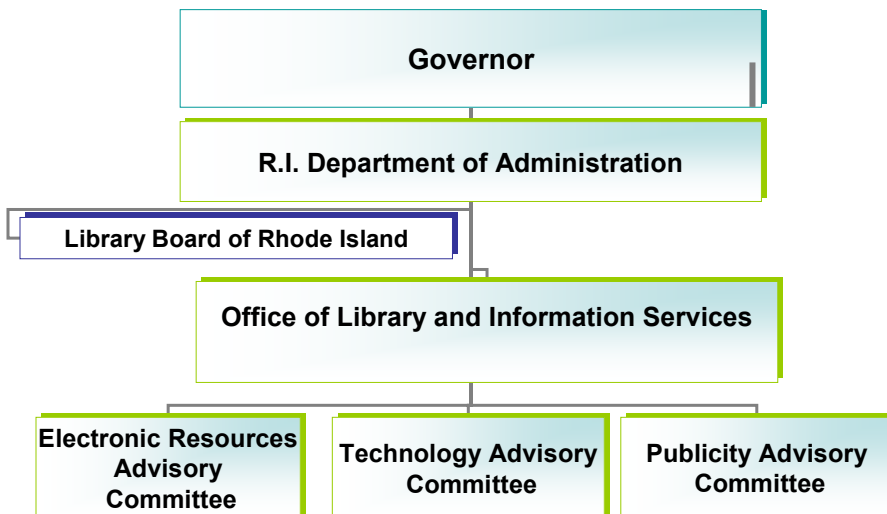 Governor
R.I. Department of Administration
Library Board of Rhode Island
Office of Library and Information Services
Electronic Resources
Advisory
Committee
Technology Advisory
Committee
Publicity Advisory
Committee